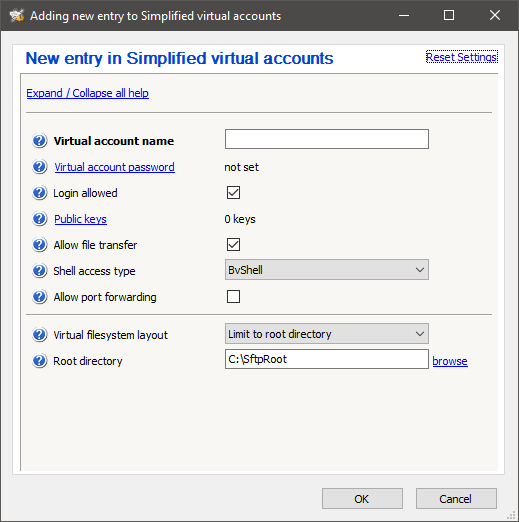 Adding new entry to Simplified virtual accounts
New entry in Simplified virtual accounts
Reset Settings
Expand / Collapse all help
Virtual account name
Virtual account password not set
Login allowed
Public keys 0 keys
Allow file transfer
Shell access type BvShell
Allow port forwarding
Virtual filesystem layout Limit to root directory
Root directory C:\SftpRoot browse
OK Cancel